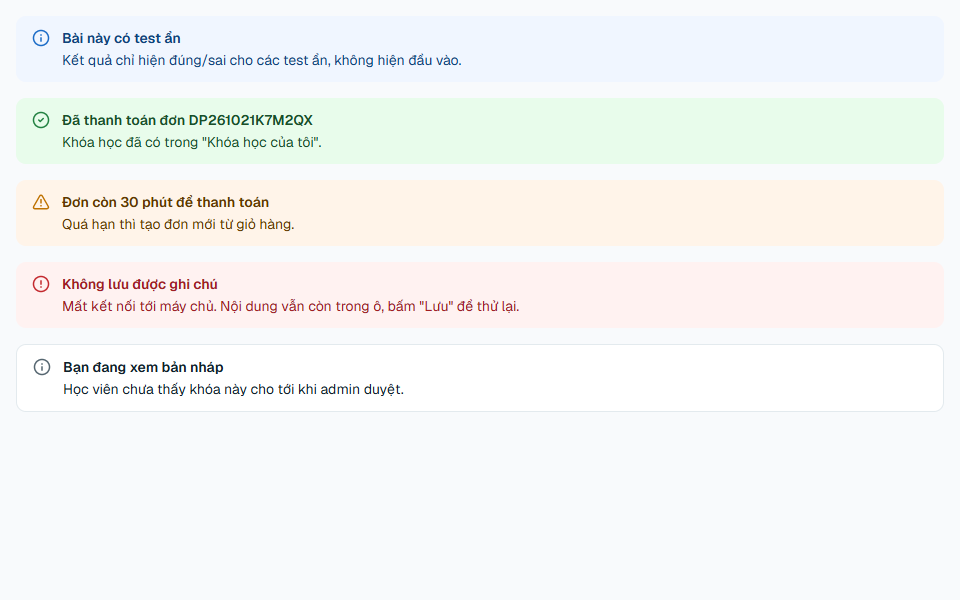 Bài này có test ẩn
Kết quả chỉ hiện đúng/sai cho các test ẩn, không hiện đầu vào.
Đã thanh toán đơn DP261021K7M2QX
Khóa học đã có trong "Khóa học của tôi".
Đơn còn 30 phút để thanh toán
Quá hạn thì tạo đơn mới từ giỏ hàng.
Không lưu được ghi chú
Mất kết nối tới máy chủ. Nội dung vẫn còn trong ô, bấm "Lưu" để thử lại.
Bạn đang xem bản nháp
Học viên chưa thấy khóa này cho tới khi admin duyệt.